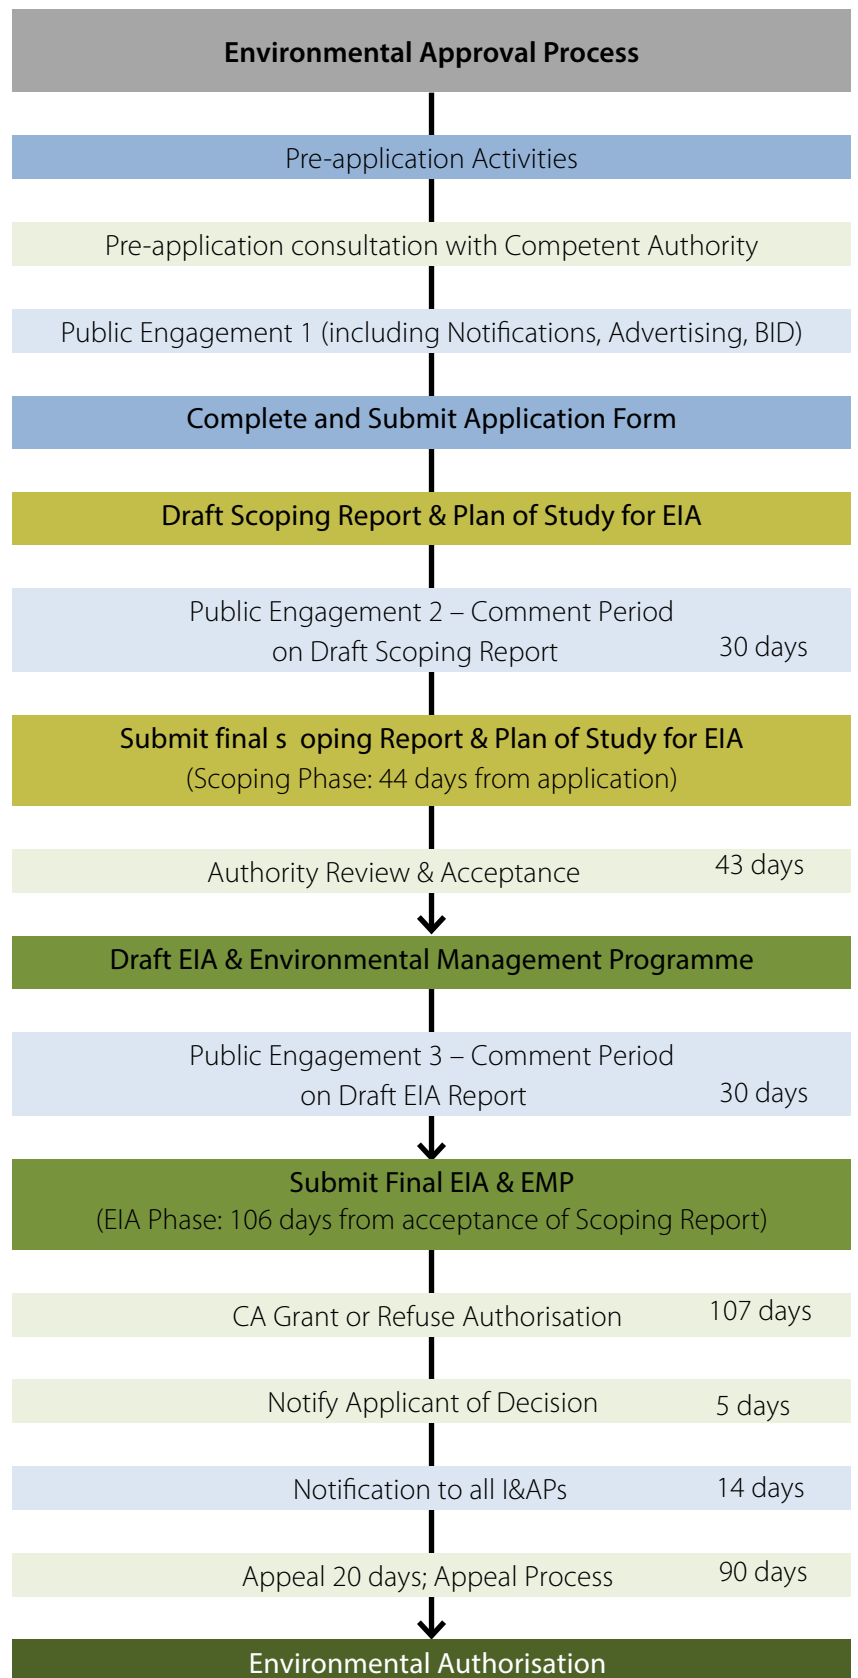 Environmental Approval Process
Pre-application Activities
Pre-application consultation with Competent Authority
Public Engagement 1 (including Notifications, Advertising, BID)
Complete and Submit Application Form
Draft Scoping Report & Plan of Study for EIA
Public Engagement 2 – Comment Period
on Draft Scoping Report 30 days
Submit final s oping Report & Plan of Study for EIA
(Scoping Phase: 44 days from application)
Authority Review & Acceptance 43 days
Draft EIA & Environmental Management Programme
Public Engagement 3 – Comment Period
on Draft EIA Report 30 days
Submit Final EIA & EMP
(EIA Phase: 106 days from acceptance of Scoping Report)
CA Grant or Refuse Authorisation 107 days
Notify Applicant of Decision 5 days
Notification to all I&APs 14 days
Appeal 20 days; Appeal Process 90 days
Environmental Authorisation